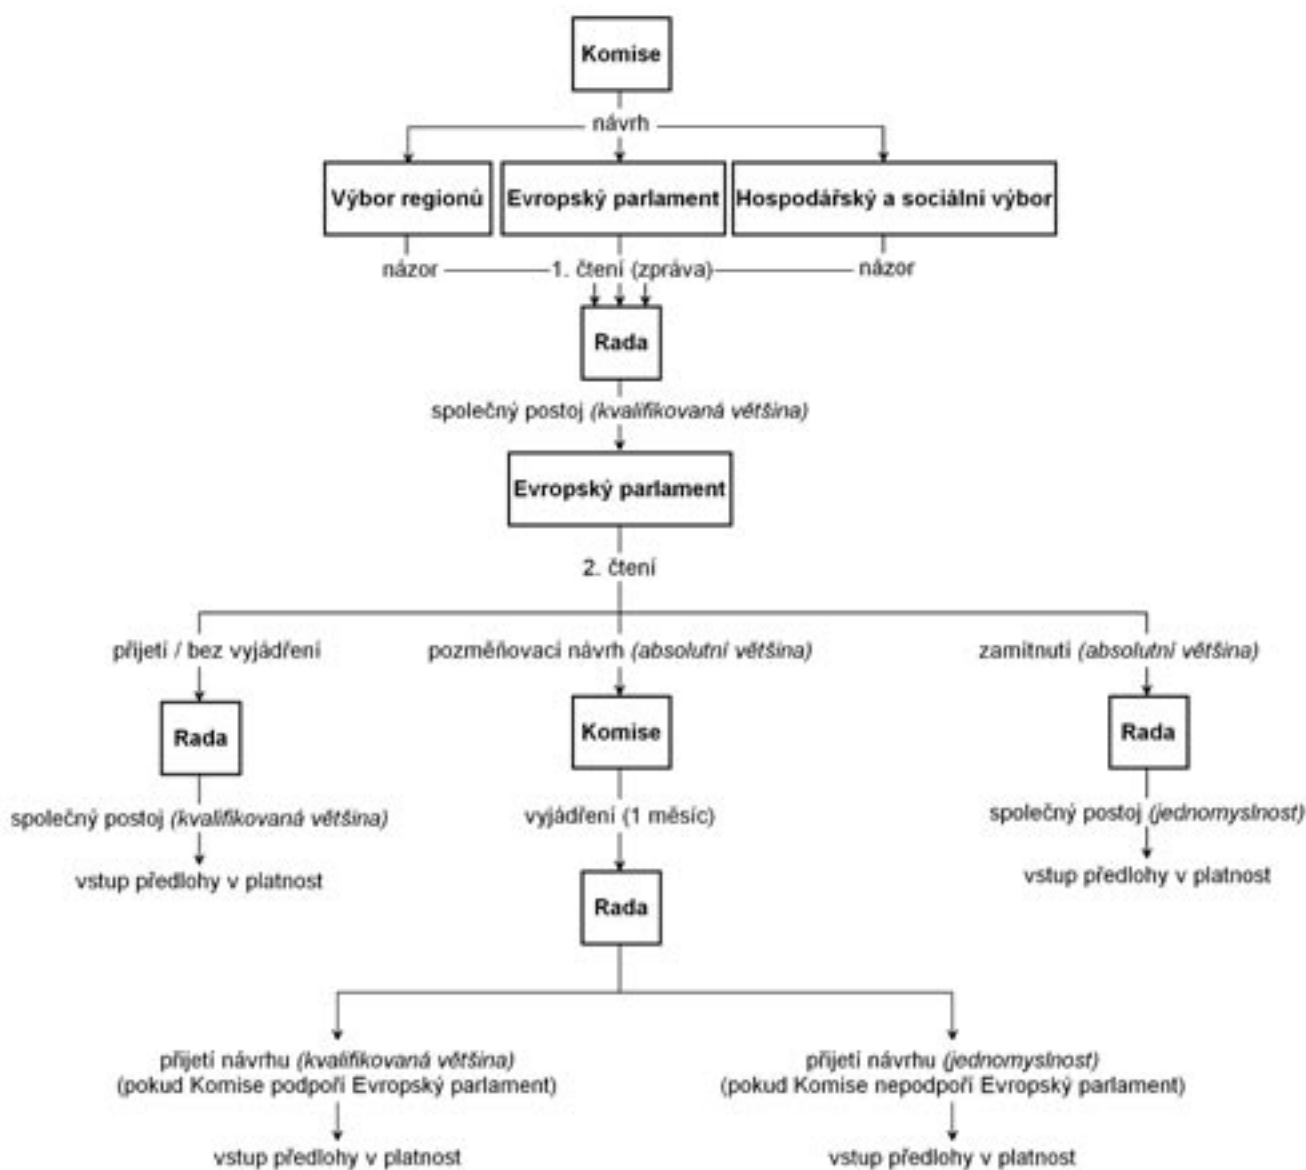 Komise
návrh
Výbor regionů
Evropský parlament
Hospodářský a sociální výbor
názor
1. čtení (zpráva)
názor
Rada
společný postoj (kvalifikovaná většina)
Evropský parlament
2. čtení
přijetí / bez vyjádření
pozměňovací návrh (absolutní většina)
zamítnutí (absolutní většina)
Rada
Komise
Rada
společný postoj (kvalifikovaná většina)
vyjádření (1 měsíc)
společný postoj (jednomyslnost)
vstup předlohy v platnost
vstup předlohy v platnost
Rada
přijetí návrhu (kvalifikovaná většina)
(pokud Komise podpoří Evropský parlament)
přijetí návrhu (jednomyslnost)
(pokud Komise nepodpoří Evropský parlament)
vstup předlohy v platnost
vstup předlohy v platnost